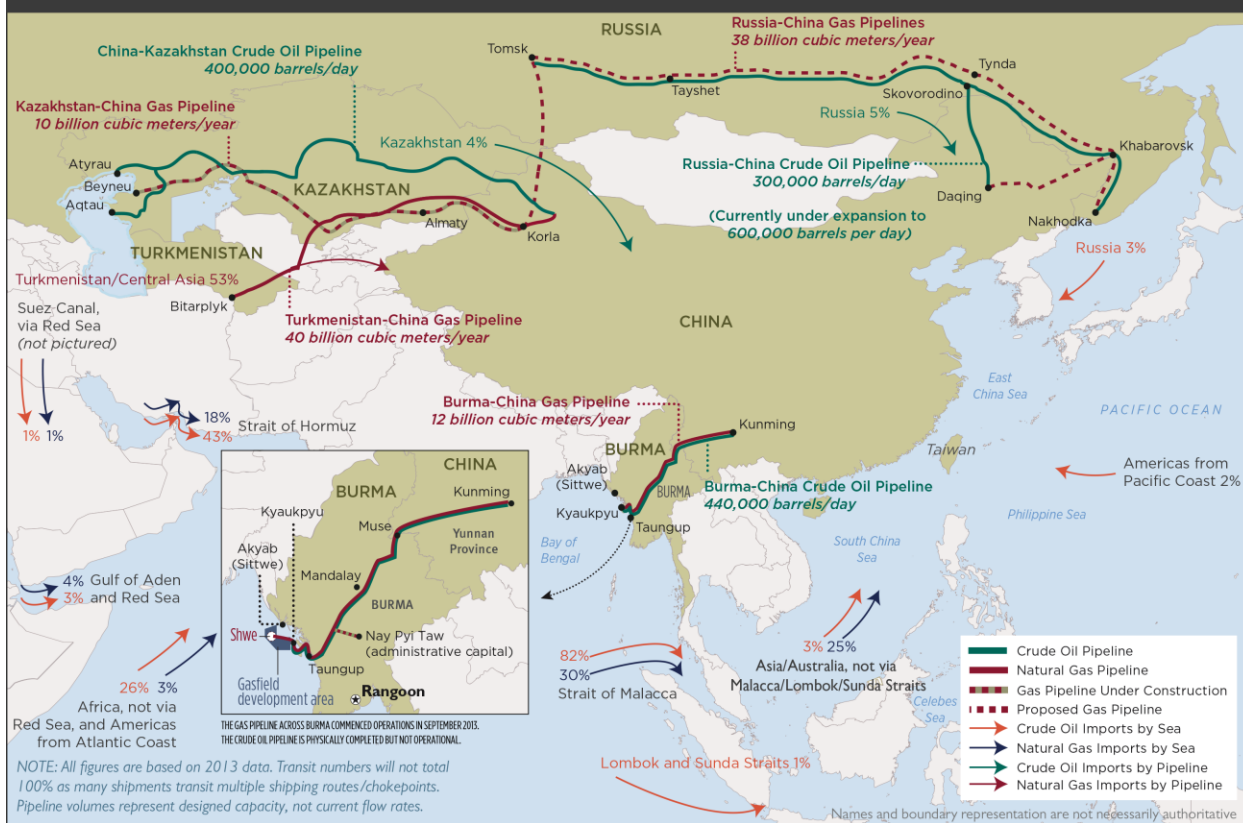 RUSSIA
Russia-China Gas Pipelines
38 billion cubic meters/year
China-Kazakhstan Crude Oil Pipeline
400,000 barrels/day
Tomsk
Tayshet
Tynda
Skovorodino
Kazakhstan-China Gas Pipeline
10 billion cubic meters/year
Russia 5%
Kazakhstan 4%
Khabarovsk
Atyrau
Beyneu
Aqtau
KAZAKHSTAN
Russia-China Crude Oil Pipeline
300,000 barrels/day
Daqing
(Currently under expansion to
600,000 barrels per day)
Nakhodka
Almaty
Korla
TURKMENISTAN
Russia 3%
Turkmenistan/Central Asia 53%
Bitarplyk
Suez Canal,
via Red Sea
(not pictured)
1% 1%
Turkmenistan-China Gas Pipeline
40 billion cubic meters/year
CHINA
East
China Sea
PACIFIC OCEAN
18%
43%
Strait of Hormuz
Burma-China Gas Pipeline
12 billion cubic meters/year
Kunming
BURMA
Taiwan
Akyab
(Sittwe)
BURMA
Kyaukpyu
Taungup
Burma-China Crude Oil Pipeline
440,000 barrels/day
Americas from
Pacific Coast 2%
Philippine Sea
Bay of
Bengal
South China
Sea
CHINA
BURMA
Kunming
Kyaukpyu
Muse
Yunnan
Province
Akyab
(Sittwe)
Mandalay
BURMA
Shwe
Nay Pyi Taw
(administrative capital)
Taungup
Gasfield
development area
Rangoon
THE GAS PIPELINE ACROSS BURMA COMMENCED OPERATIONS IN SEPTEMBER 2013.
THE CRUDE OIL PIPELINE IS PHYSICALLY COMPLETED BUT NOT OPERATIONAL.
4%
3%
Gulf of Aden
and Red Sea
26% 3%
Africa, not via
Red Sea, and Americas
from Atlantic Coast
82%
30%
Strait of Malacca
3% 25%
Asia/Australia, not via
Malacca/Lombok/Sunda Straits
Celebes
Sea
Lombok and Sunda Straits 1%
Crude Oil Pipeline
Natural Gas Pipeline
Gas Pipeline Under Construction
Proposed Gas Pipeline
Crude Oil Imports by Sea
Natural Gas Imports by Sea
Crude Oil Imports by Pipeline
Natural Gas Imports by Pipeline
NOTE: All figures are based on 2013 data. Transit numbers will not total
100% as many shipments transit multiple shipping routes/chokepoints.
Pipeline volumes represent designed capacity, not current flow rates.
Names and boundary representation are not necessarily authoritative